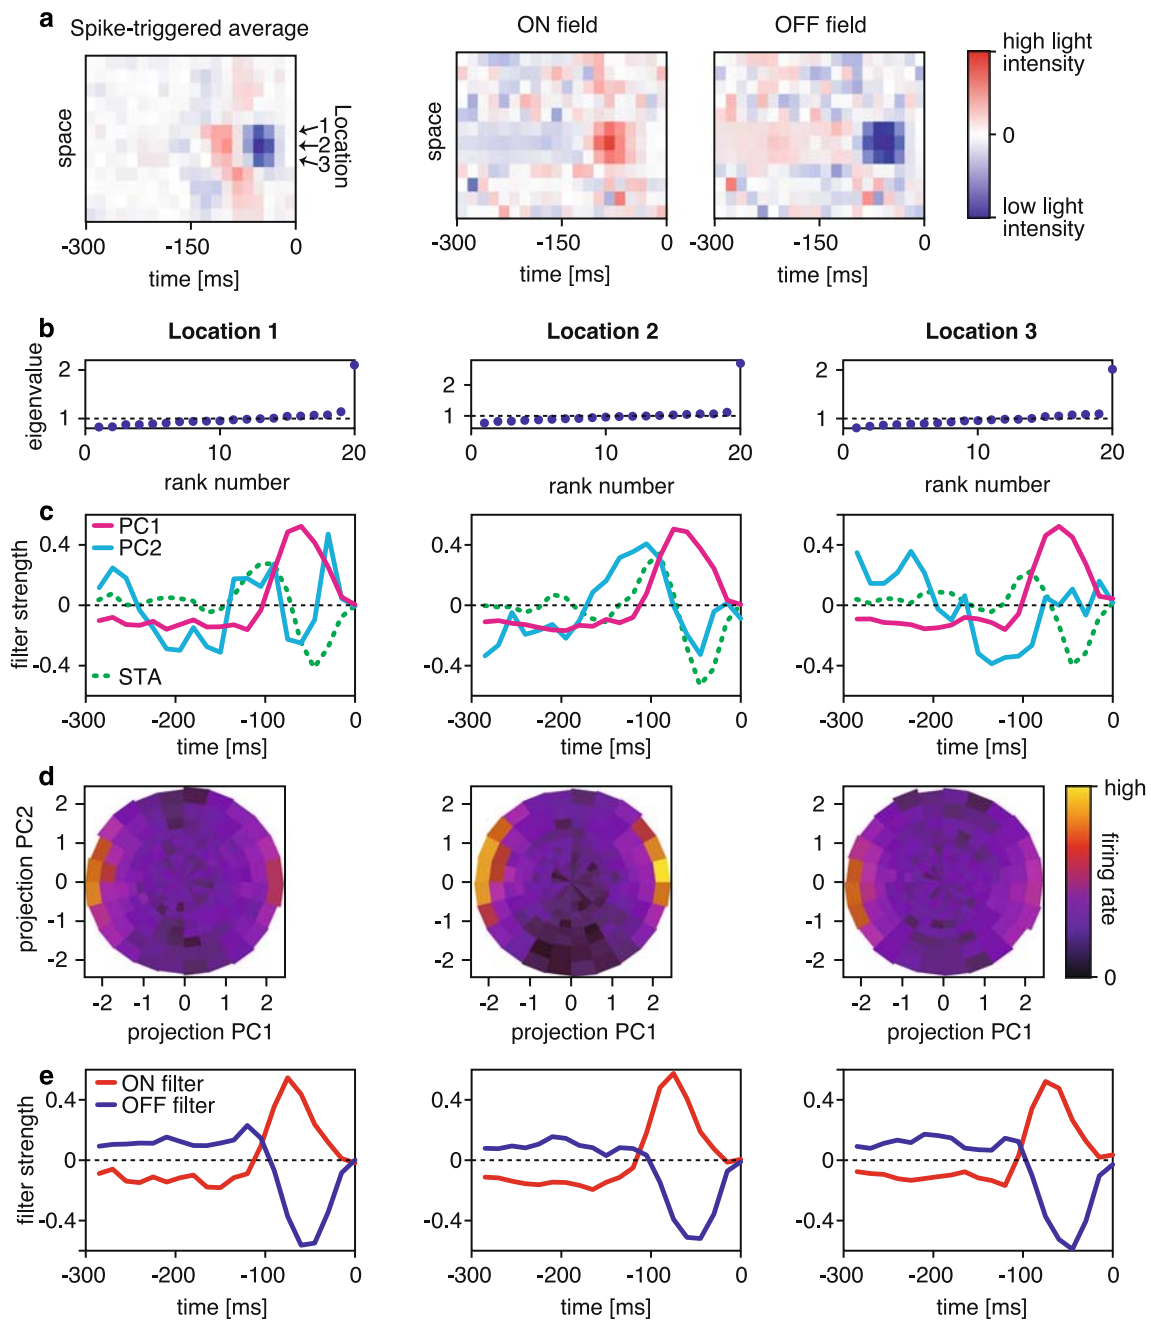 a
Spike-triggered average
ON field
OFF field
space
Location
1
2
3
-300
-150
0
time [ms]
space
-300
-150
0
time [ms]
-300
-150
0
time [ms]
high light
intensity
0
low light
intensity
b
Location 1
Location 2
Location 3
eigenvalue
2
1
0
10
20
rank number
2
1
0
10
20
rank number
2
1
0
10
20
rank number
c
filter strength
PC1
PC2
STA
0.4
0
-0.4
-300
-200
-100
0
time [ms]
0.4
0
-0.4
-300
-200
-100
0
time [ms]
0.4
0
-0.4
-300
-200
-100
0
time [ms]
d
projection PC2
2
1
0
-1
-2
-2
-1
0
1
2
projection PC1
2
1
0
-1
-2
-2
-1
0
1
2
projection PC1
2
1
0
-1
-2
-2
-1
0
1
2
projection PC1
high
firing rate
0
e
filter strength
ON filter
OFF filter
0.4
0
-0.4
-300
-200
-100
0
time [ms]
0.4
0
-0.4
-300
-200
-100
0
time [ms]
0.4
0
-0.4
-300
-200
-100
0
time [ms]